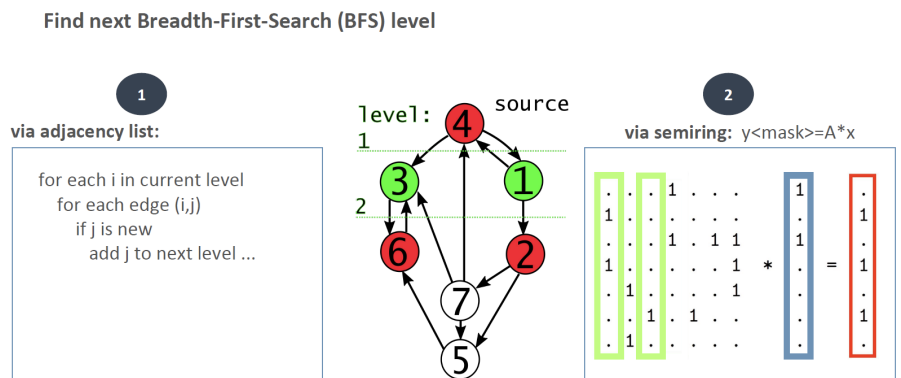 Find next Breadth-First-Search (BFS) level
1
via adjacency list:
for each i in current level
for each edge (i,j)
if j is new
add j to next level ...
level:
source
4
1
3
1
2
6
2
7
5
2
via semiring: y<mask>=A*x
. . . 1 . . .
1 . . . . . .
. . . 1 . 1 1
1 . . . . . 1
. 1 . . . . 1
. . 1 . 1 . .
. 1 . . . . .
*
1
.
1
.
.
.
.
=
.
1
.
1
.
1
.